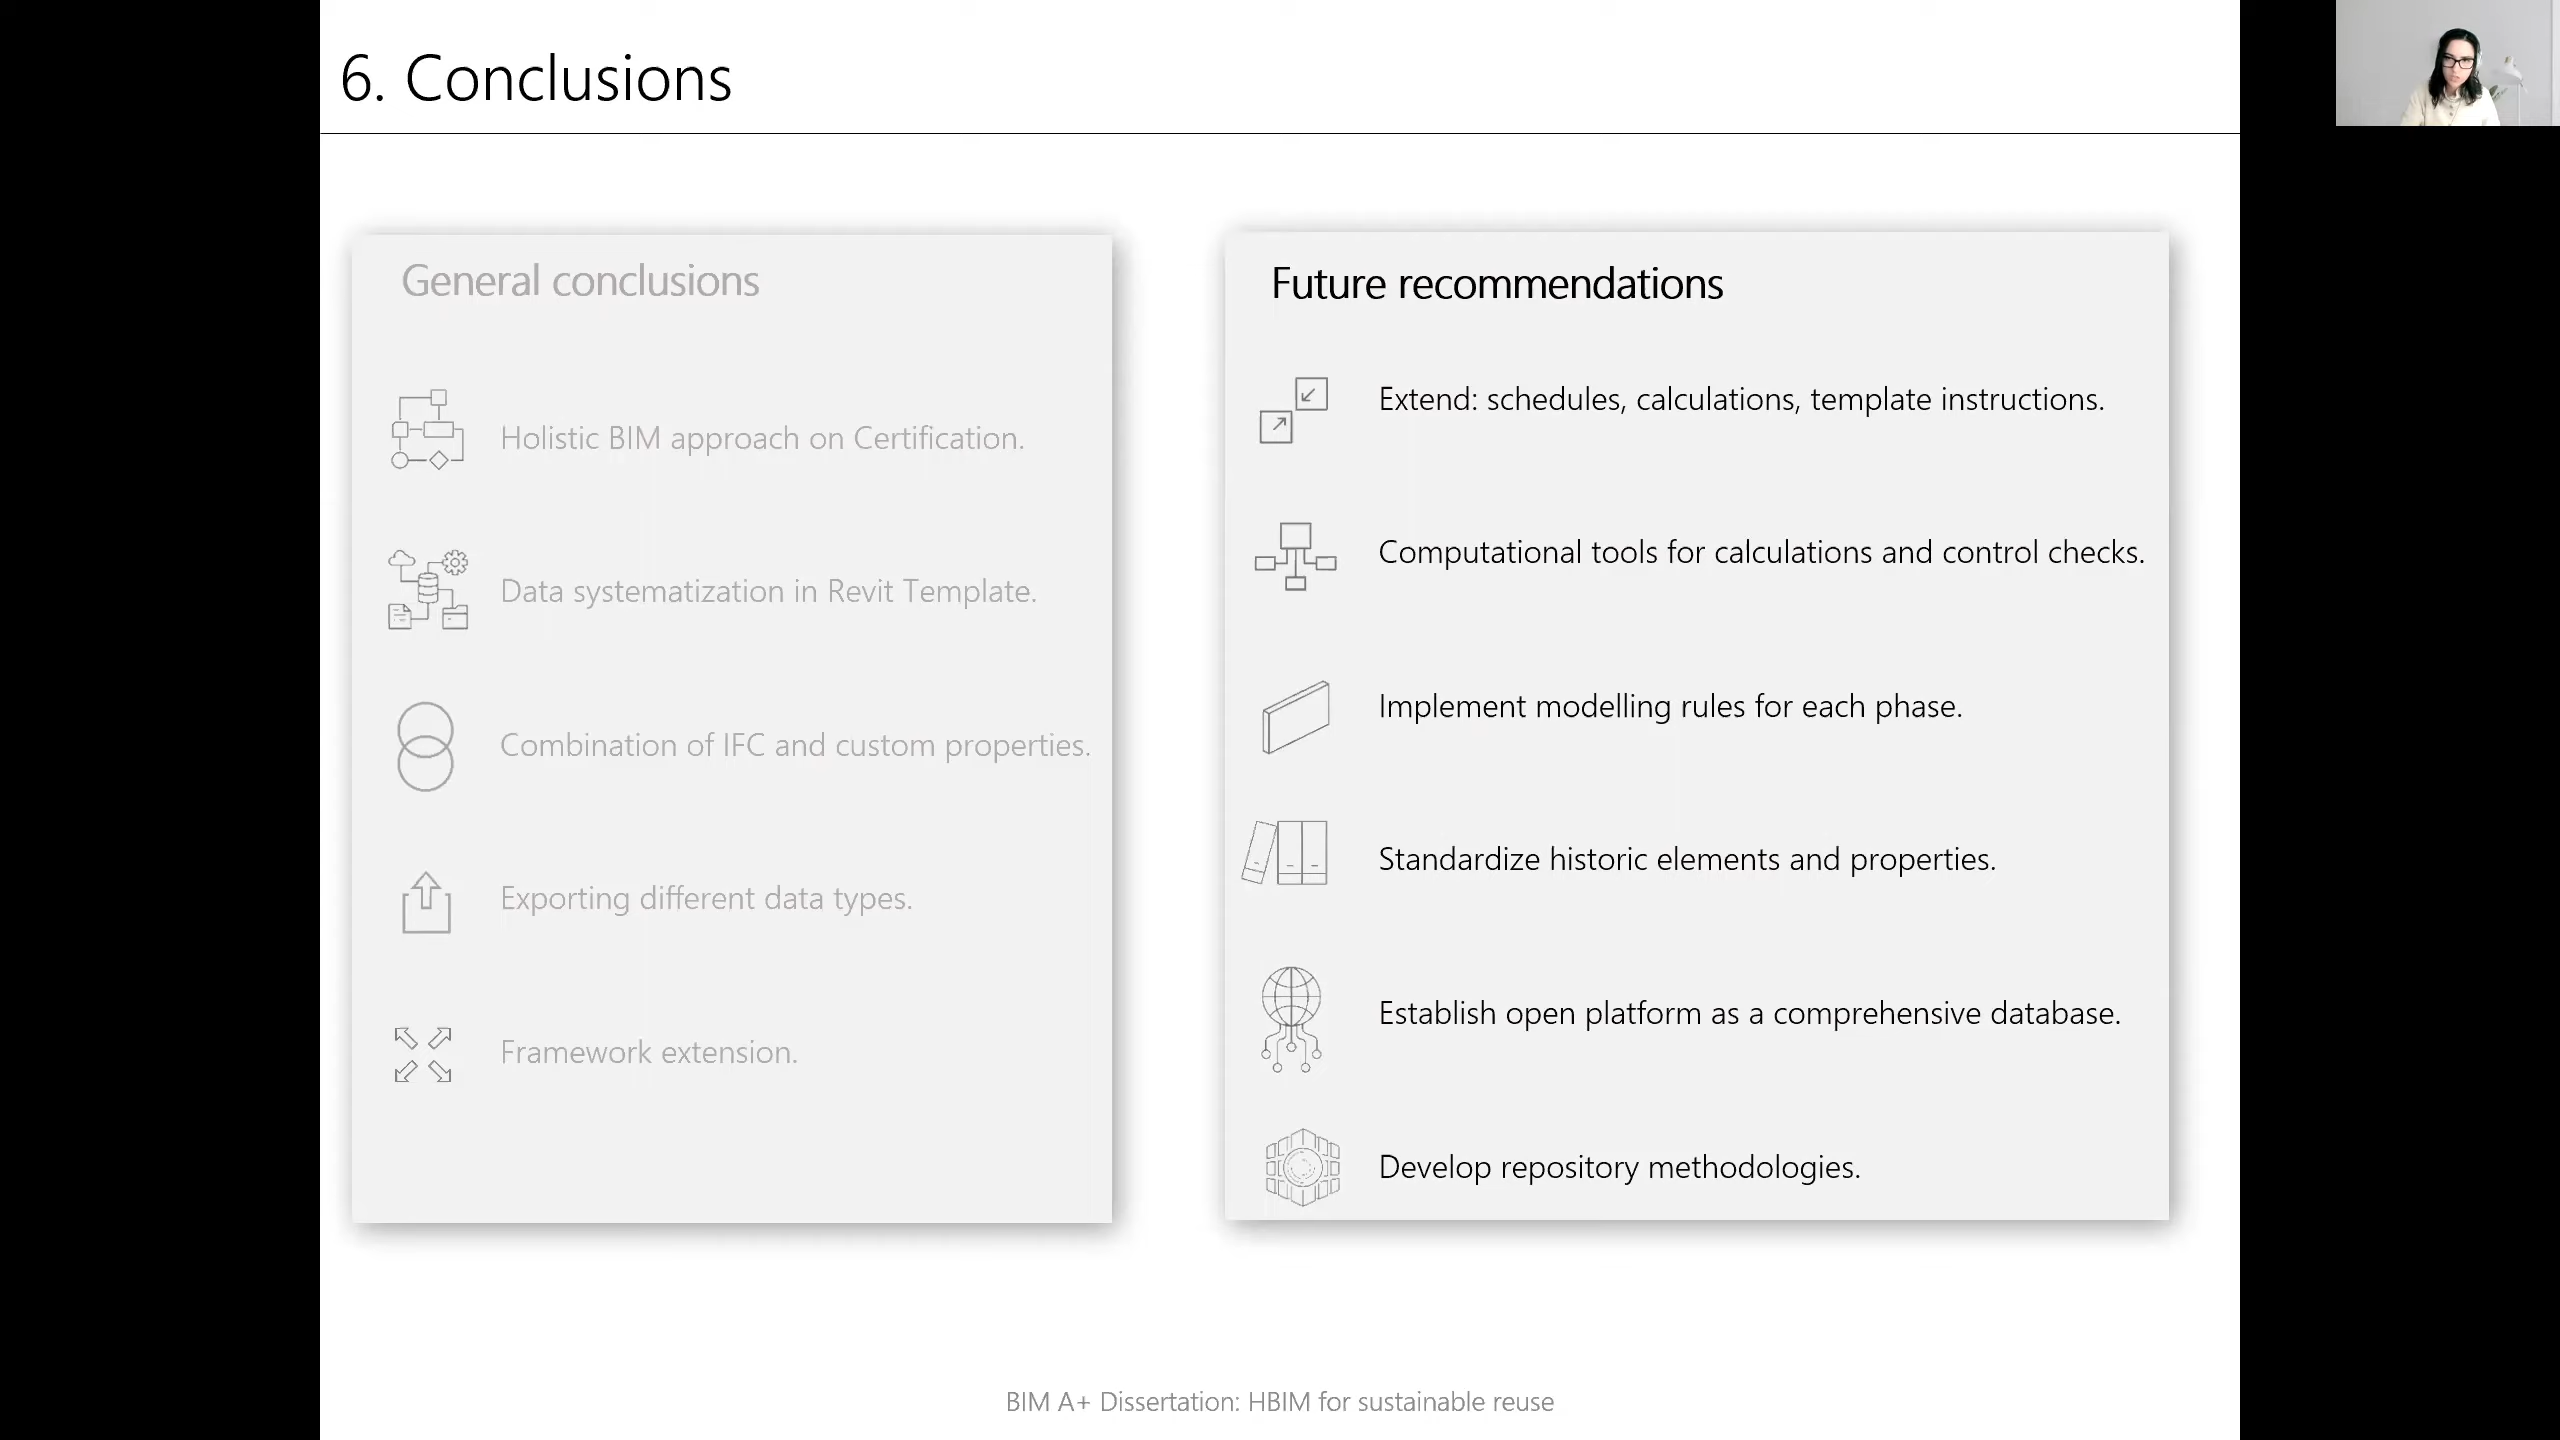 6. Conclusions
General conclusions
Holistic BIM approach on Certification.
Data systematization in Revit Template.
Combination of IFC and custom properties.
Exporting different data types.
Framework extension.
Future recommendations
Extend: schedules, calculations, template instructions.
Computational tools for calculations and control checks.
Implement modelling rules for each phase.
Standardize historic elements and properties.
Establish open platform as a comprehensive database.
Develop repository methodologies.
BIM A+ Dissertation: HBIM for sustainable reuse